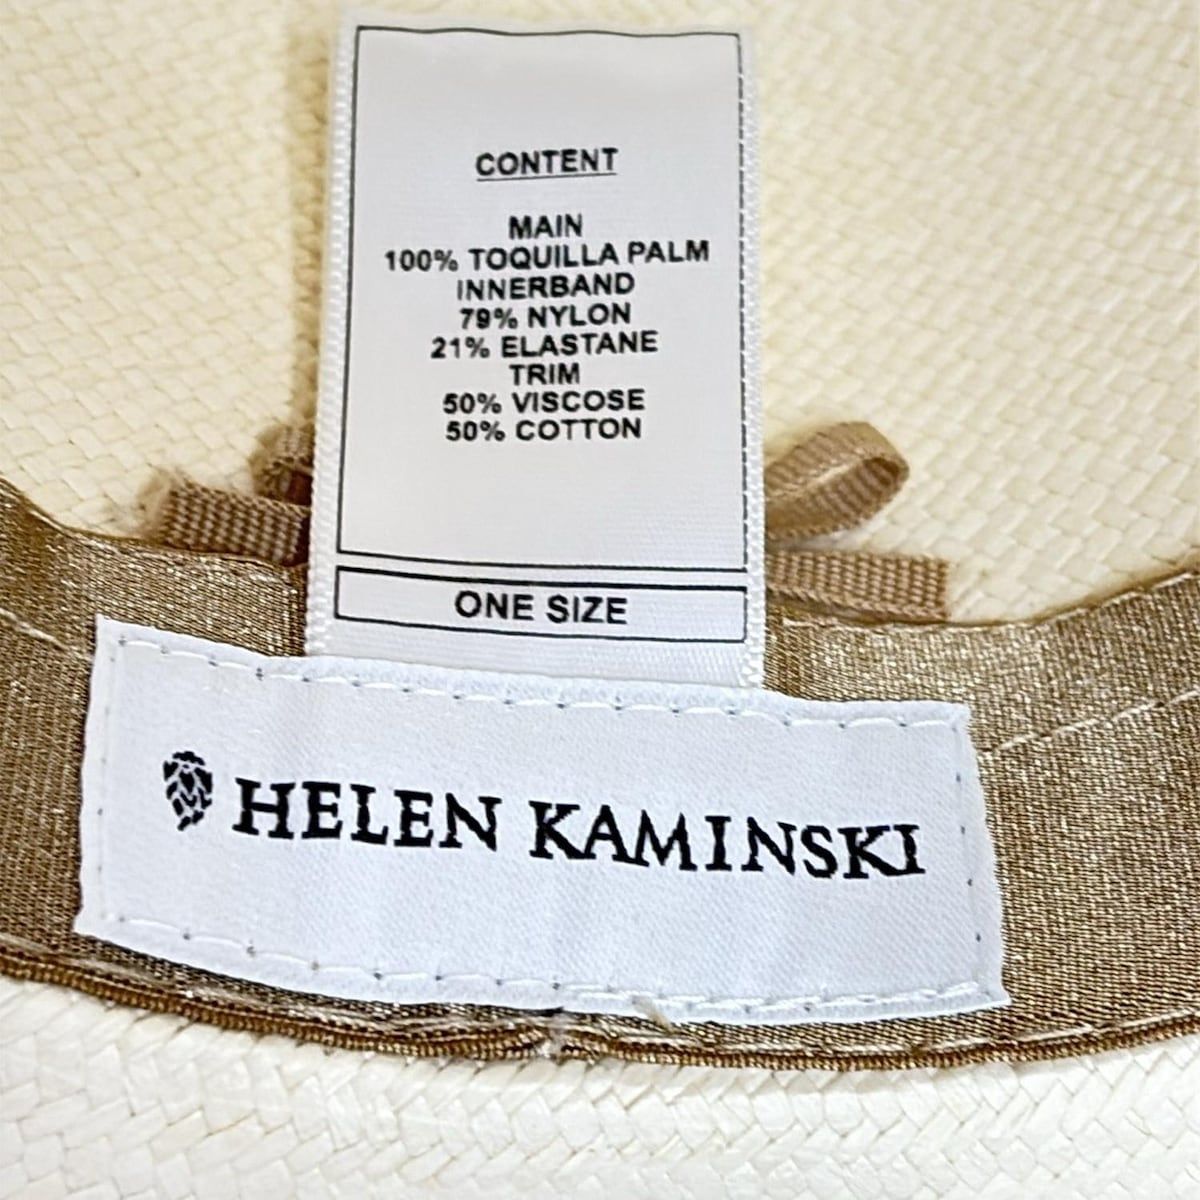 CONTENT
MAIN
100% TOQUILLA PALM
INNERBAND
79% NYLON
21% ELASTANE
TRIM
50% VISCOSE
50% COTTON
ONE SIZE
HELEN KAMINSKI